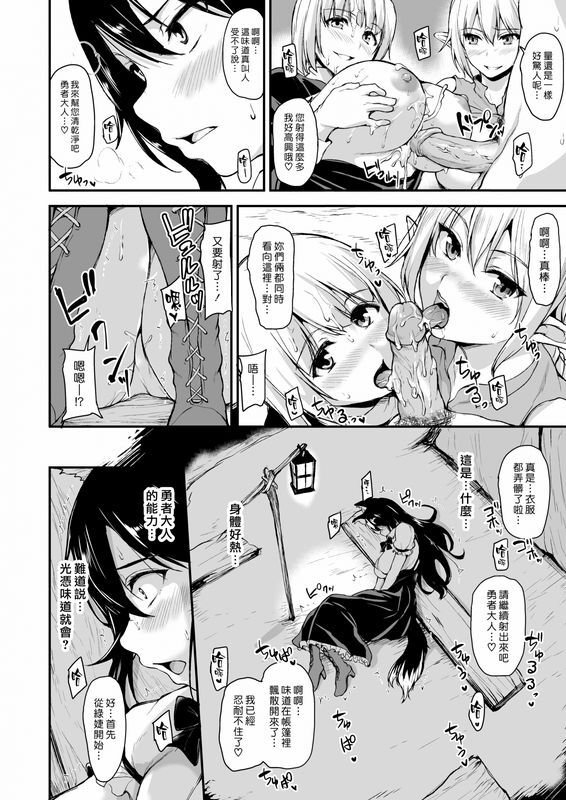 量還是一樣
好驚人呢…
您射得這麼多
我好高興哦♡
啊啊…
這味道真叫人
受不了說…
我來幫您清乾淨吧
勇者大人…♡
啊啊…真棒
妳們倆都同時
看向這裡…對…
唔—
又要射了…!
嗯嗯—!?
真是…衣服
都弄髒了啦…
請繼續射出來吧
勇者大人…♡
這是…什麼…
身體好熱…
啊啊…
味道在帳篷裡
飄散開來了…
我已經
忍耐不住了♡
勇者大人
的能力…
難道說…
光憑味道就會?
好…首先
從綠婕開始…